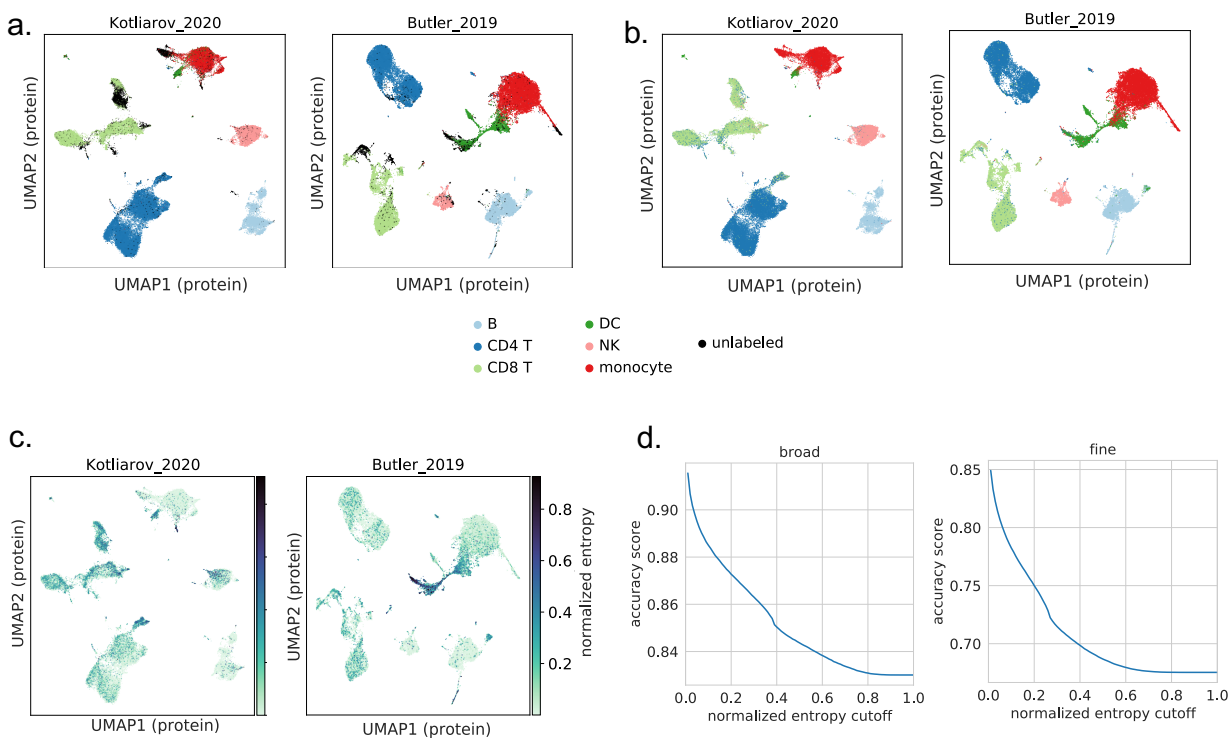 a.
Kotliarov_2020
Butler_2019
UMAP2 (protein)
UMAP1 (protein)
UMAP2 (protein)
UMAP1 (protein)
b.
Kotliarov_2020
Butler_2019
UMAP2 (protein)
UMAP1 (protein)
UMAP2 (protein)
UMAP1 (protein)
B
CD4 T
CD8 T
DC
NK
monocyte
unlabeled
c.
Kotliarov_2020
Butler_2019
UMAP2 (protein)
UMAP1 (protein)
UMAP2 (protein)
UMAP1 (protein)
0.8
0.6
0.4
0.2
normalized entropy
d.
broad
accuracy score
0.90
0.88
0.86
0.84
0.0 0.2 0.4 0.6 0.8 1.0
normalized entropy cutoff
fine
accuracy score
0.85
0.80
0.75
0.70
0.0 0.2 0.4 0.6 0.8 1.0
normalized entropy cutoff